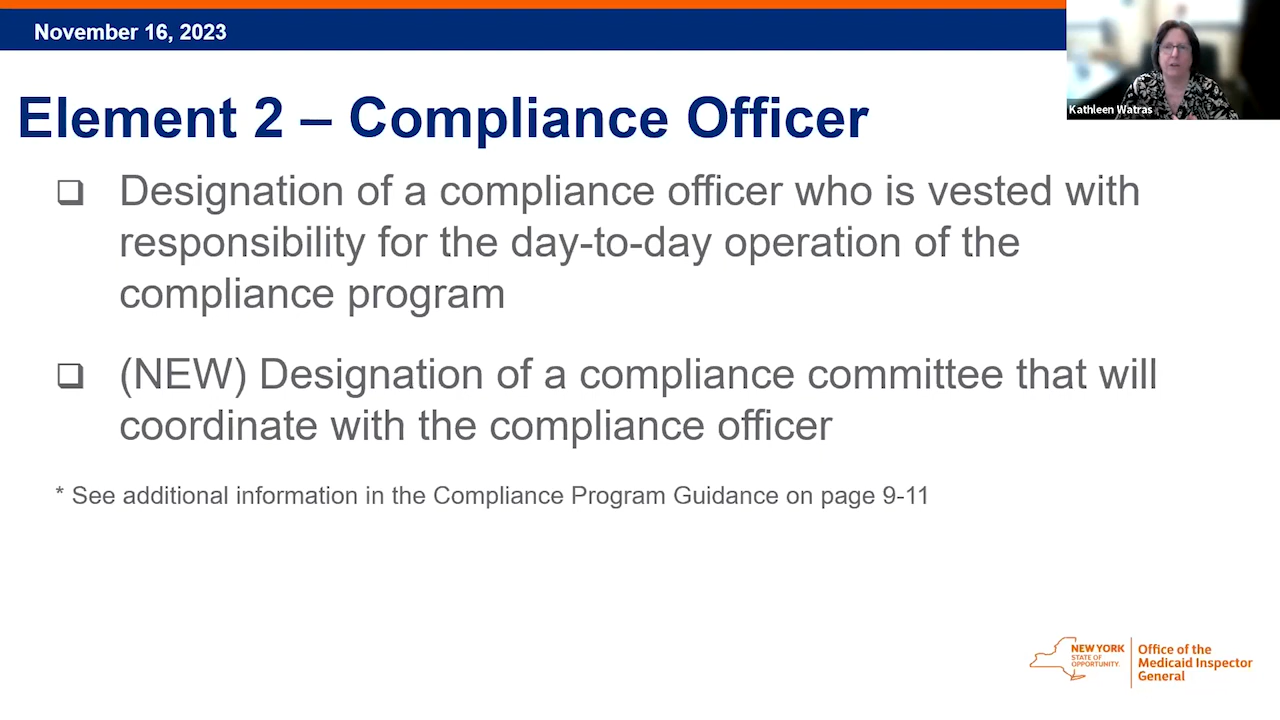 November 16, 2023
Kathleen Watras
Element 2 – Compliance Officer
❑ Designation of a compliance officer who is vested with
responsibility for the day-to-day operation of the
compliance program
❑ (NEW) Designation of a compliance committee that will
coordinate with the compliance officer
* See additional information in the Compliance Program Guidance on page 9-11
NEW YORK
STATE OF
OPPORTUNITY.
Office of the
Medicaid Inspector
General